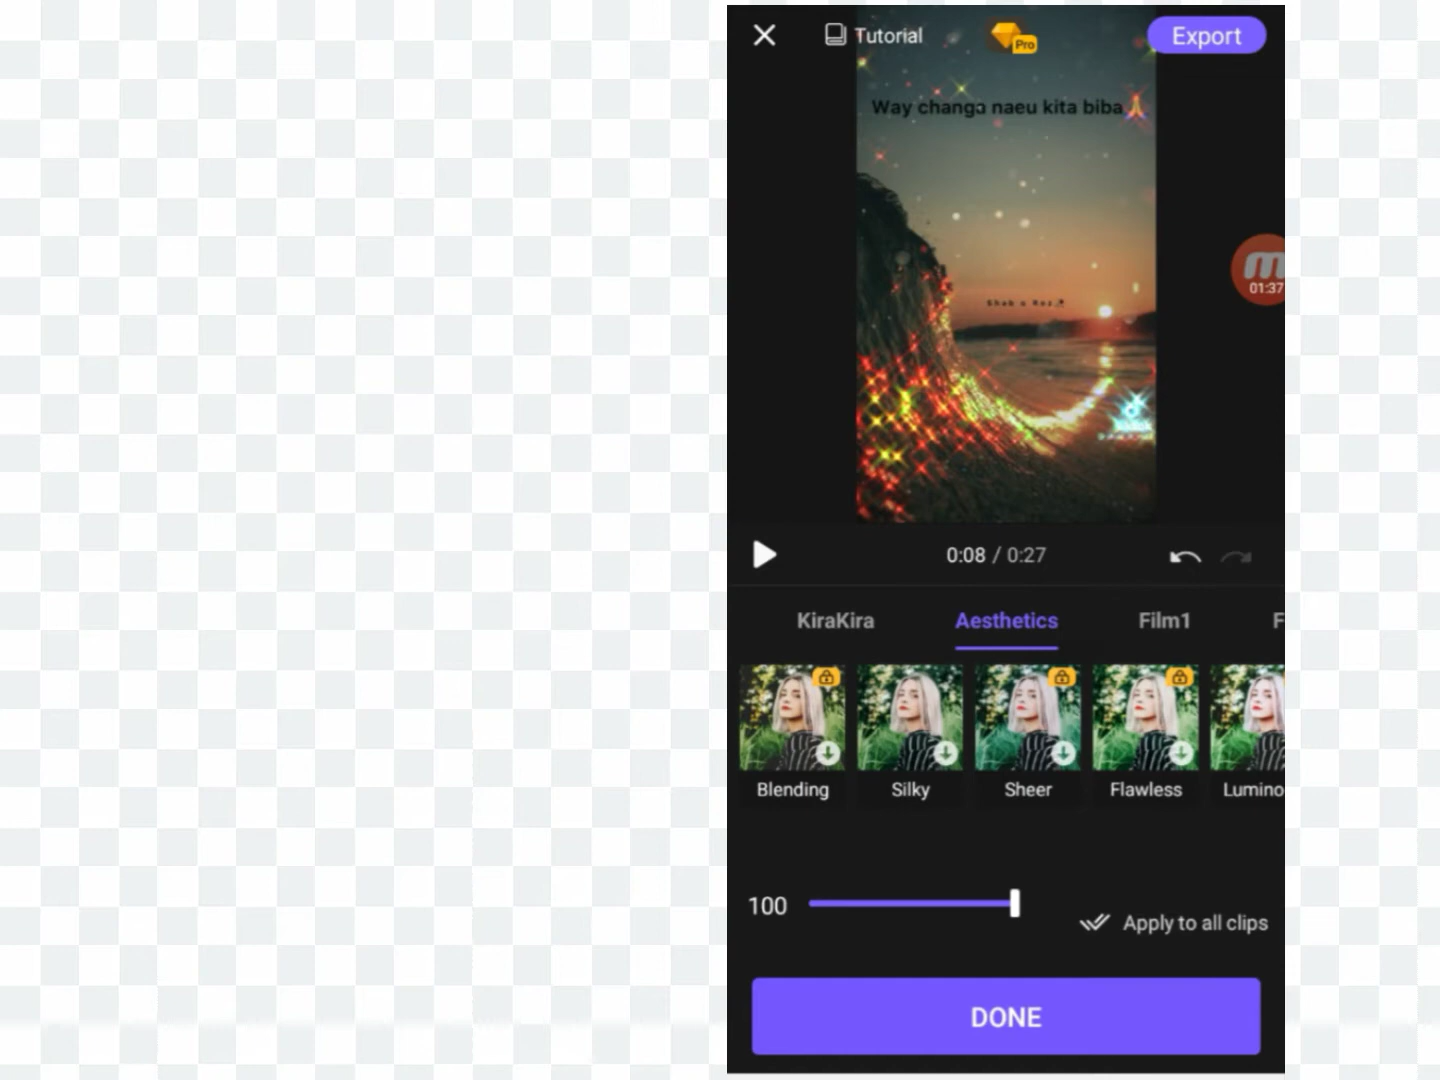 Tutorial
Pro
Export
Way changa naeu kita biba🙏
01:37
0:08 / 0:27
KiraKira
Aesthetics
Film1
F
Blending
Silky
Sheer
Flawless
Lumino
100
Apply to all clips
DONE